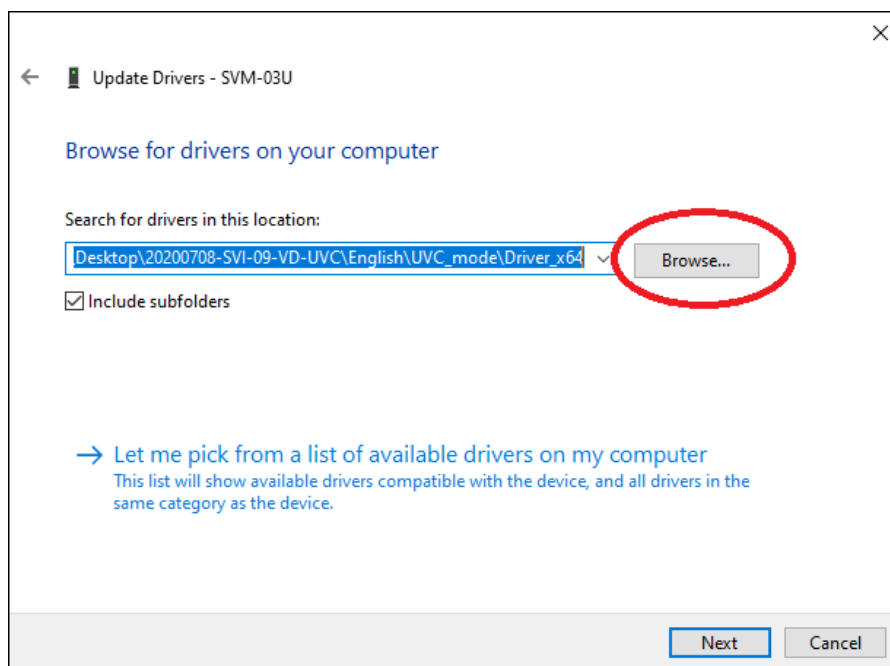 Update Drivers - SVM-03U
Browse for drivers on your computer
Search for drivers in this location:
Desktop\20200708-SVI-09-VD-UVC\English\UVC_mode\Driver_x64
Browse...
Include subfolders
Let me pick from a list of available drivers on my computer
This list will show available drivers compatible with the device, and all drivers in the
same category as the device.
Next
Cancel